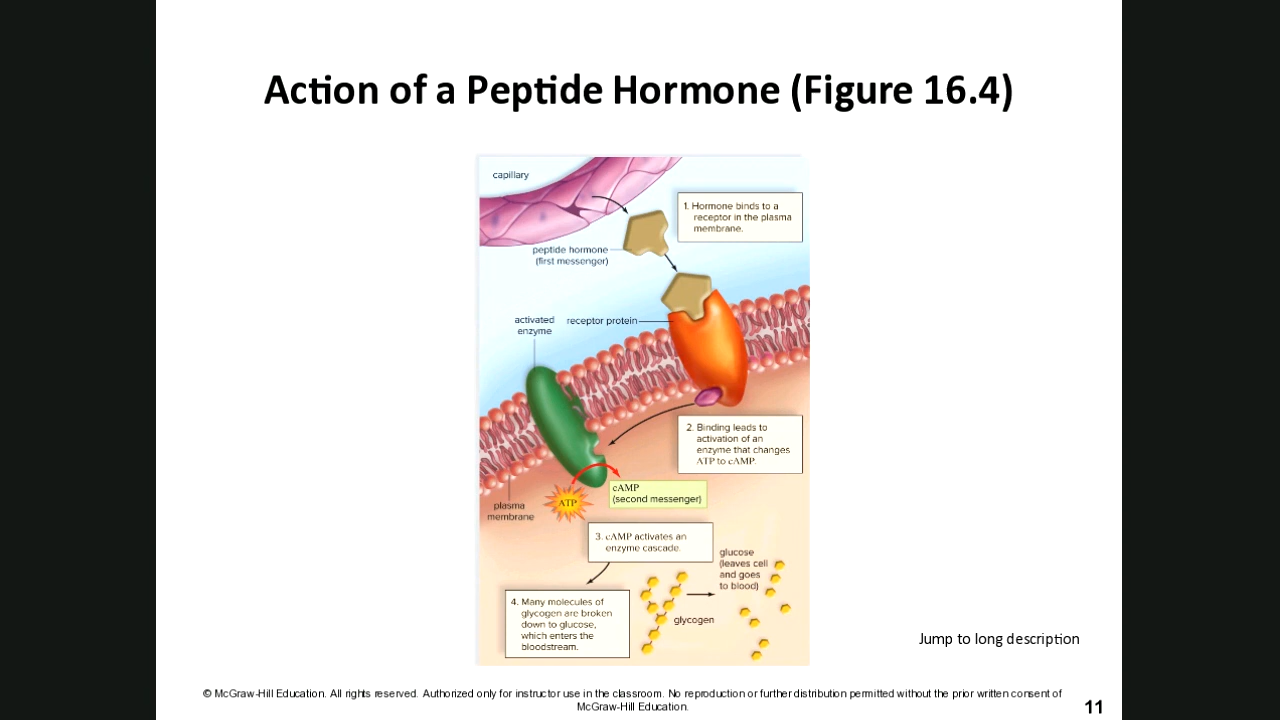 Action of a Peptide Hormone (Figure 16.4)
capillary
1. Hormone binds to a
receptor in the plasma
membrane.
peptide hormone
(first messenger)
activated
enzyme
receptor protein
2. Binding leads to
activation of an
enzyme that changes
ATP to cAMP.
ATP
cAMP
(second messenger)
plasma
membrane
3. cAMP activates an
enzyme cascade.
glucose
(leaves cell
and goes
to blood)
4. Many molecules of
glycogen are broken
down to glucose,
which enters the
bloodstream.
glycogen
Jump to long description
© McGraw-Hill Education. All rights reserved. Authorized only for instructor use in the classroom. No reproduction or further distribution permitted without the prior written consent of
McGraw-Hill Education.
11